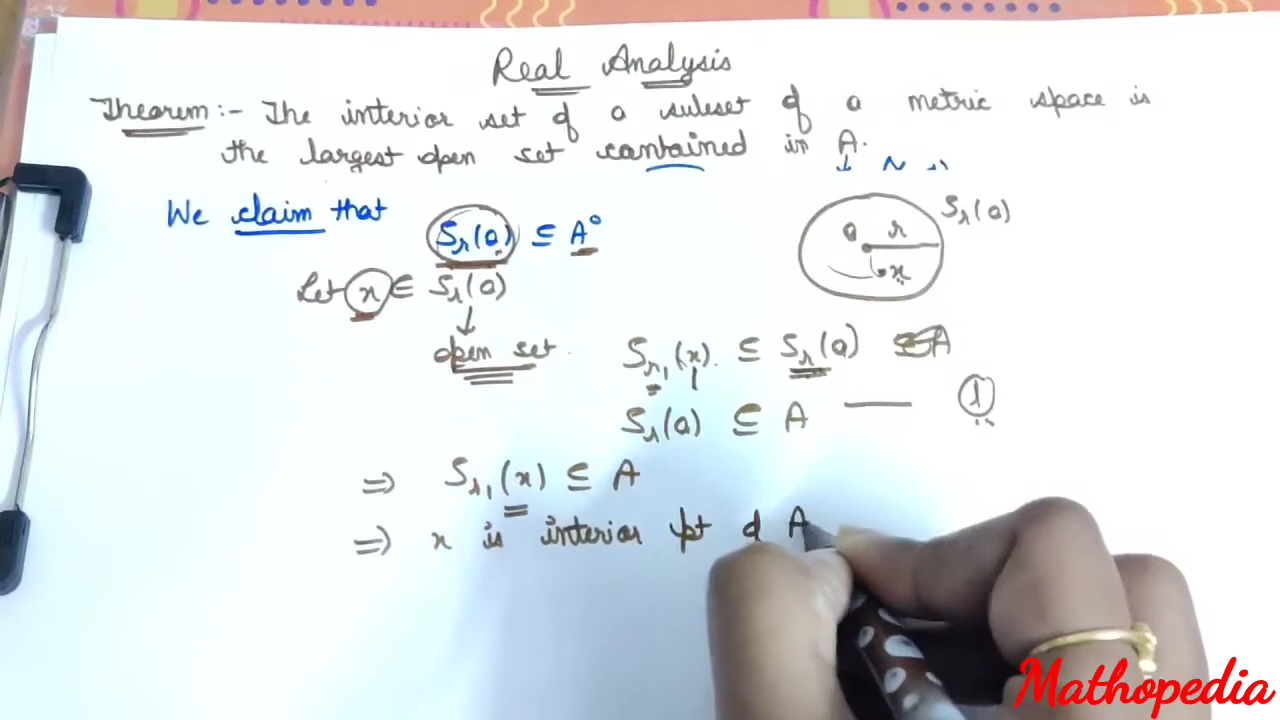 Real Analysis
Theorem:- The interior set of a subset of a metric space is
the largest open set contained in A.
We claim that
Sr(a) ⊆ A°
Sr(a)
a r
x
Let x ∈ Sr(a)
↓
open set.
Sr₁(x) ⊆ Sr(a) ⊆ A
Sr(a) ⊆ A —— ①
⇒ Sr₁(x) ⊆ A
⇒ x is interior pt of A
Mathopedia